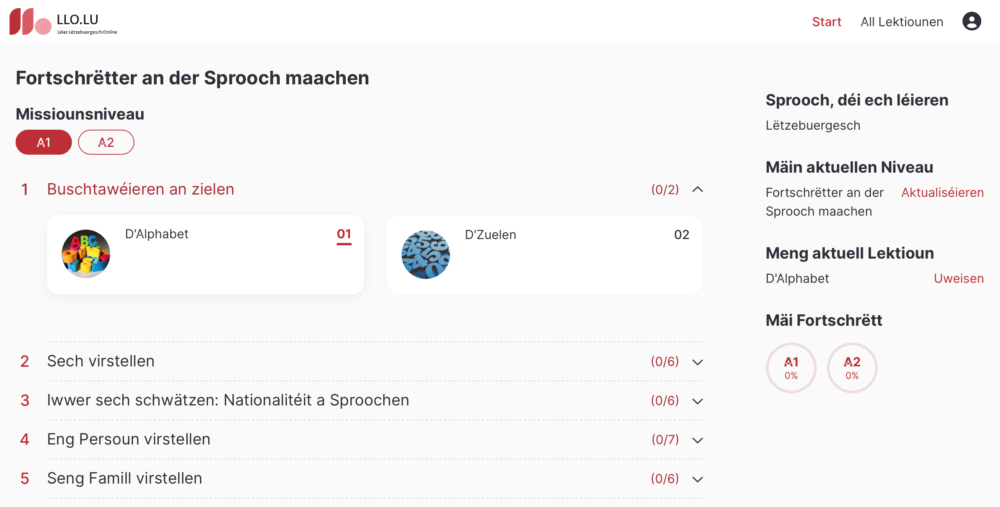 LLO.LU
Léier Lëtzebuergesch Online
Start
All Lektiounen
Fortschrëtter an der Sprooch maachen
Missiounsniveau
A1
A2
1 Buschtawéieren an zielen (0/2)
ABC
D'Alphabet 01
D'Zuelen 02
2 Sech virstellen (0/6)
3 Iwwer sech schwätzen: Nationalitéit a Sproochen (0/6)
4 Eng Persoun virstellen (0/7)
5 Seng Famill virstellen (0/6)
Sprooch, déi ech léieren
Lëtzebuergesch
Mäin aktuellen Niveau
Fortschrëtter an der Sprooch maachen
Aktualiséieren
Meng aktuell Lektioun
D'Alphabet
Uweisen
Mäi Fortschrëtt
A1
0%
A2
0%